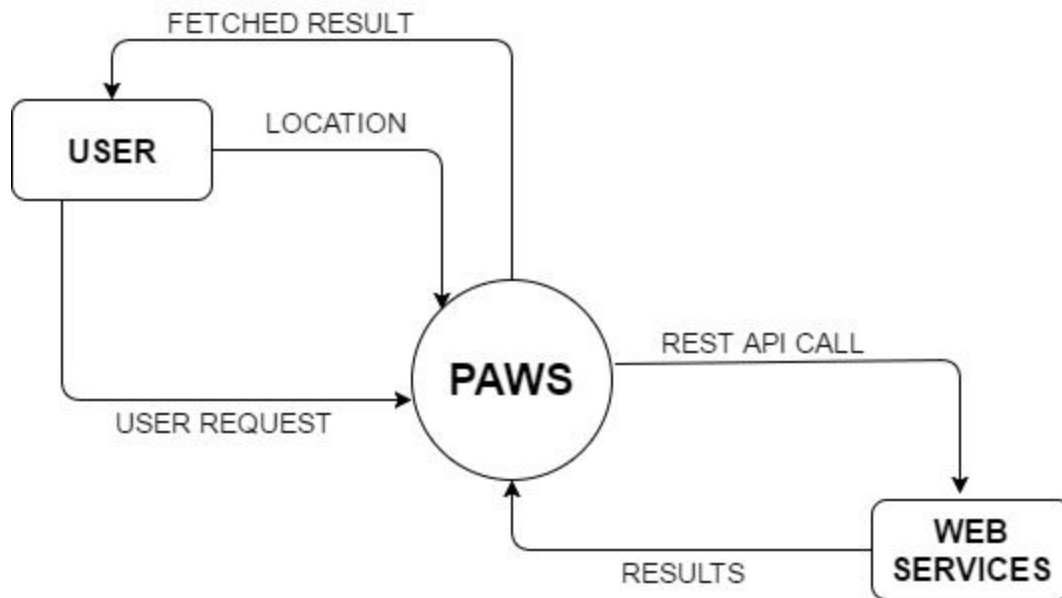 FETCHED RESULT
LOCATION
USER
PAWS
REST API CALL
USER REQUEST
WEB
SERVICES
RESULTS